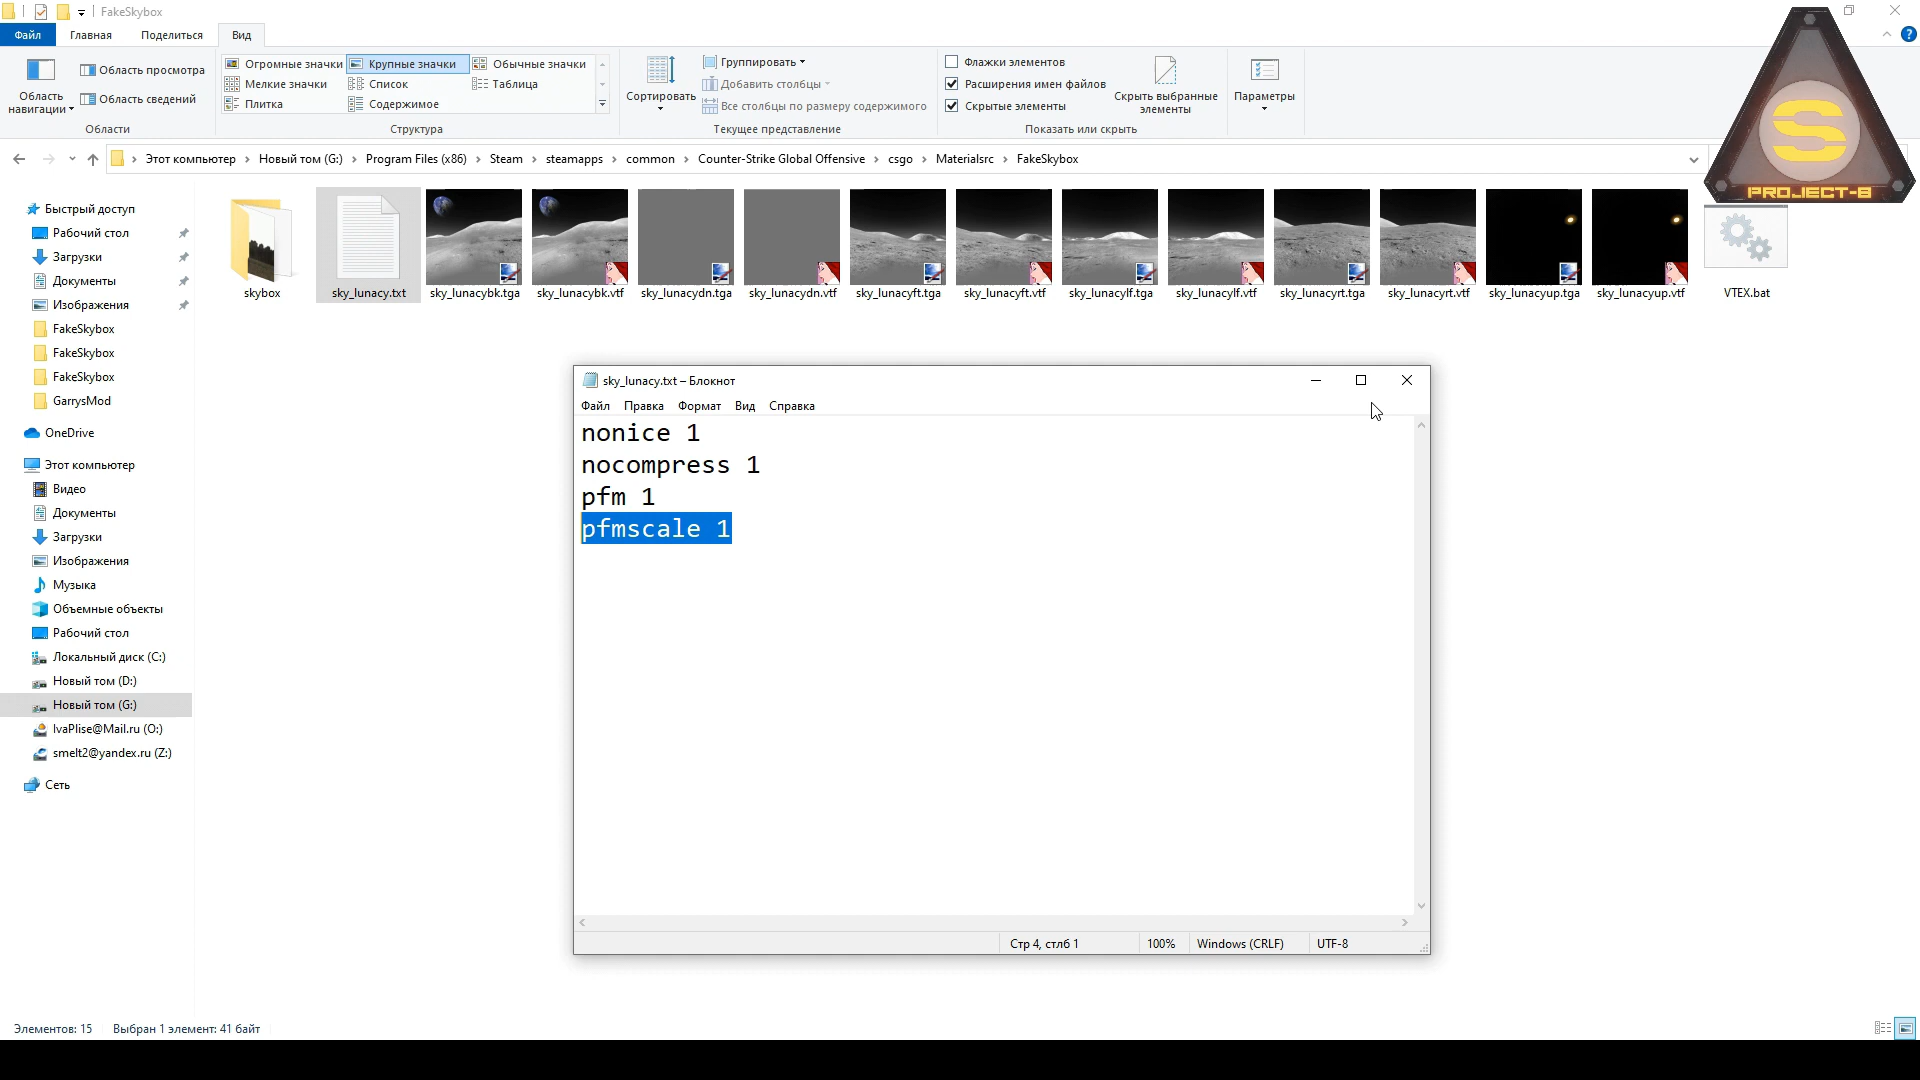 FakeSkybox
Файл Главная Поделиться Вид
Область навигации
Область просмотра
Область сведений
Области
Огромные значки Крупные значки Обычные значки
Мелкие значки Список Таблица
Плитка Содержимое
Структура
Сортировать
Группировать
Добавить столбцы
Все столбцы по размеру содержимого
Текущее представление
Флажки элементов
Расширения имен файлов
Скрытые элементы
Скрыть выбранные элементы
Показать или скрыть
Параметры
?
S
PROJECT-8
Этот компьютер › Новый том (G:) › Program Files (x86) › Steam › steamapps › common › Counter-Strike Global Offensive › csgo › Materialsrc › FakeSkybox
Быстрый доступ
Рабочий стол
Загрузки
Документы
Изображения
FakeSkybox
FakeSkybox
FakeSkybox
GarrysMod
OneDrive
Этот компьютер
Видео
Документы
Загрузки
Изображения
Музыка
Объемные объекты
Рабочий стол
Локальный диск (C:)
Новый том (D:)
Новый том (G:)
IvaPlise@Mail.ru (O:)
smelt2@yandex.ru (Z:)
Сеть
skybox sky_lunacy.txt sky_lunacybk.tga sky_lunacybk.vtf sky_lunacydn.tga sky_lunacydn.vtf sky_lunacyft.tga sky_lunacyft.vtf sky_lunacylf.tga sky_lunacylf.vtf sky_lunacyrt.tga sky_lunacyrt.vtf sky_lunacyup.tga sky_lunacyup.vtf VTEX.bat
sky_lunacy.txt – Блокнот
Файл Правка Формат Вид Справка
nonice 1
nocompress 1
pfm 1
pfmscale 1
Стр 4, стлб 1 100% Windows (CRLF) UTF-8
Элементов: 15 Выбран 1 элемент: 41 байт